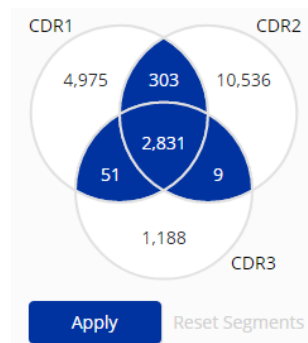 CDR1 CDR2
4,975 303 10,536
2,831
51 9
1,188
CDR3
Apply Reset Segments